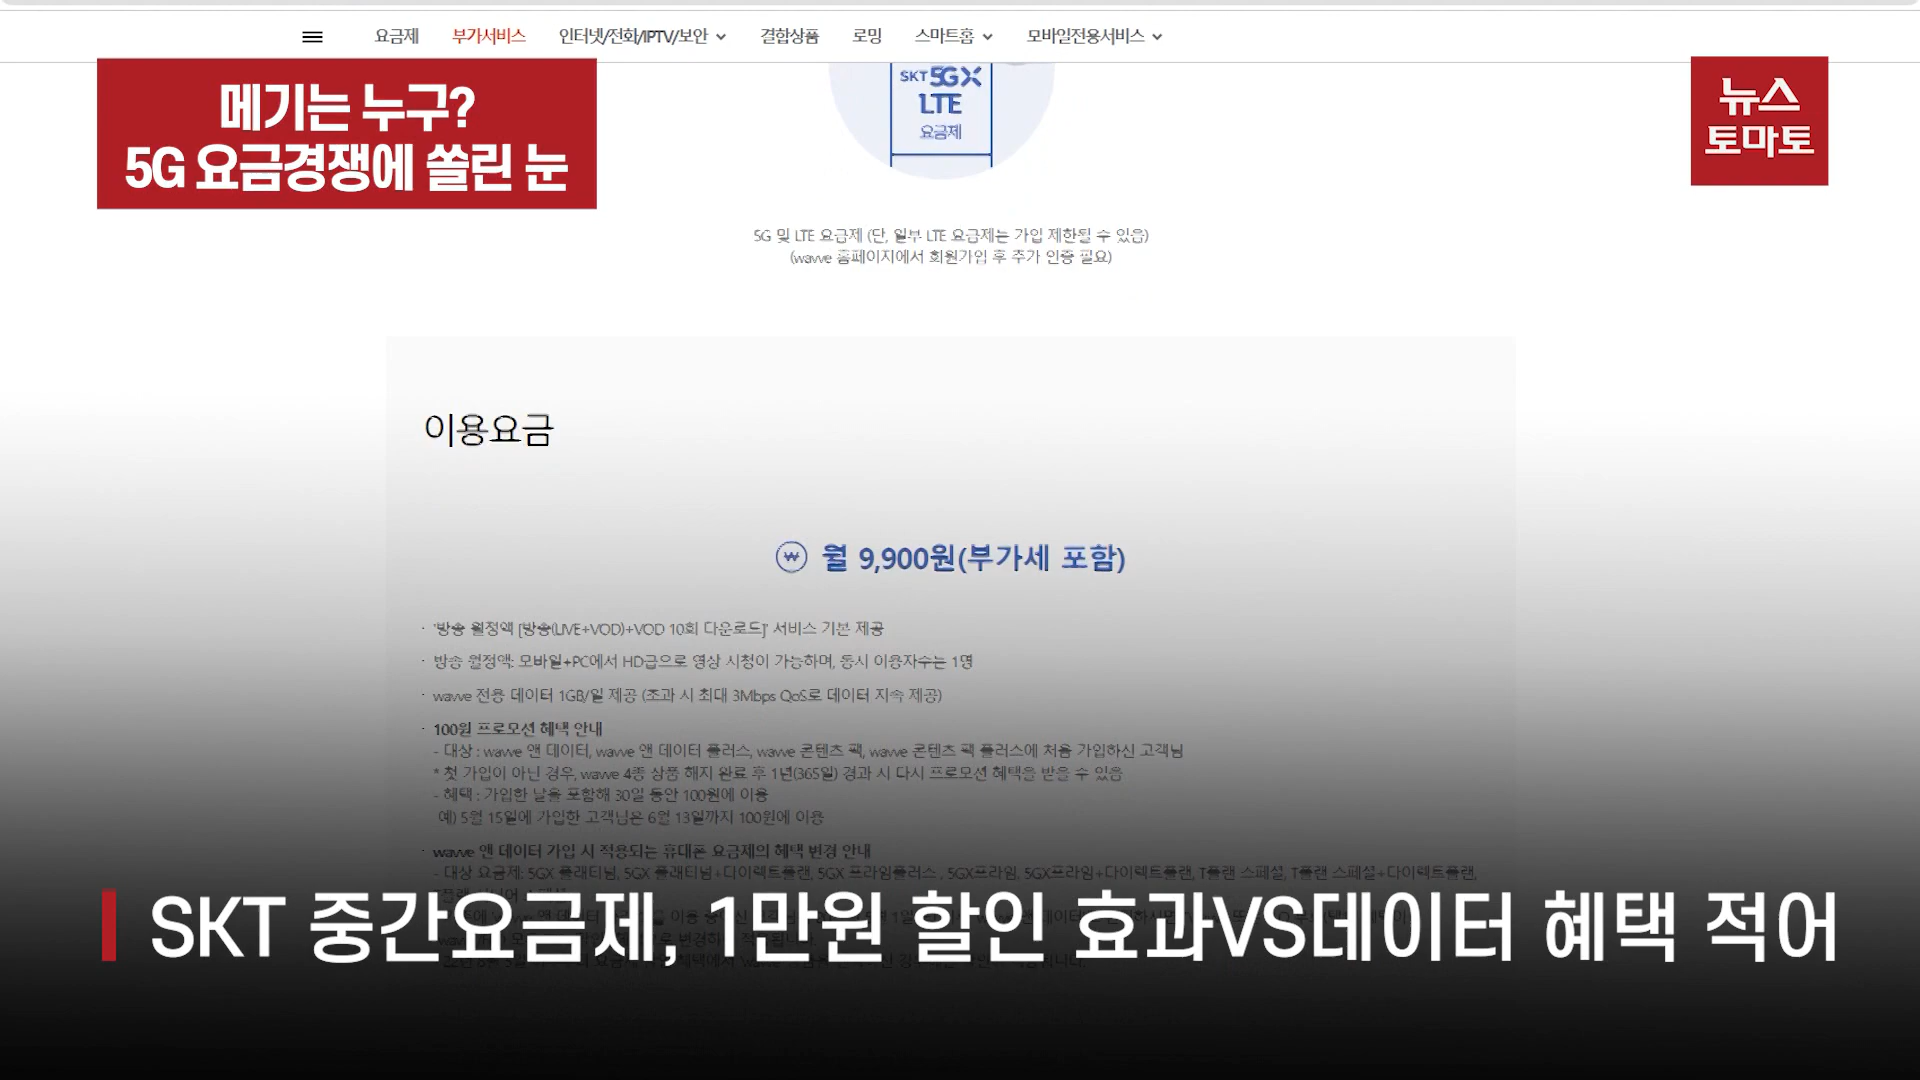 요금제 부가서비스 인터넷/전화/IPTV/보안 결합상품 로밍 스마트홈 모바일전용서비스
메기는 누구?
5G 요금경쟁에 쏠린 눈
SKT 5GX
LTE
요금제
뉴스
토마토
5G 및 LTE 요금제 (단, 일부 LTE 요금제는 가입 제한될 수 있음)
(wavve 홈페이지에서 회원가입 후 추가 인증 필요)
이용요금
월 9,900원(부가세 포함)
· '방송 월정액 [방송(LIVE+VOD)+VOD 10회 다운로드]' 서비스 기본 제공
· 방송 월정액: 모바일+PC에서 HD급으로 영상 시청이 가능하며, 동시 이용자수는 1명
· wavve 전용 데이터 1GB/일 제공 (초과 시 최대 3Mbps QoS로 데이터 지속 제공)
· 100원 프로모션 혜택 안내
- 대상 : wavve 앤 데이터, wavve 앤 데이터 플러스, wavve 콘텐츠 팩, wavve 콘텐츠 팩 플러스에 처음 가입하신 고객님
* 첫 가입이 아닌 경우, wavve 4종 상품 해지 완료 후 1년(365일) 경과 시 다시 프로모션 혜택을 받을 수 있음
- 혜택 : 가입한 날을 포함해 30일 동안 100원에 이용
예) 5월 15일에 가입한 고객님은 6월 13일까지 100원에 이용
· wavve 앤 데이터 가입 시 적용되는 휴대폰 요금제의 혜택 변경 안내
- 대상 요금제: 5GX 플래티넘, 5GX 플래티넘+다이렉트플랜, 5GX 프라임플러스 , 5GX프라임, 5GX프라임+다이렉트플랜, T플랜 스페셜, T플랜 스페셜+다이렉트플랜,
SKT 중간요금제, 1만원 할인 효과VS데이터 혜택 적어